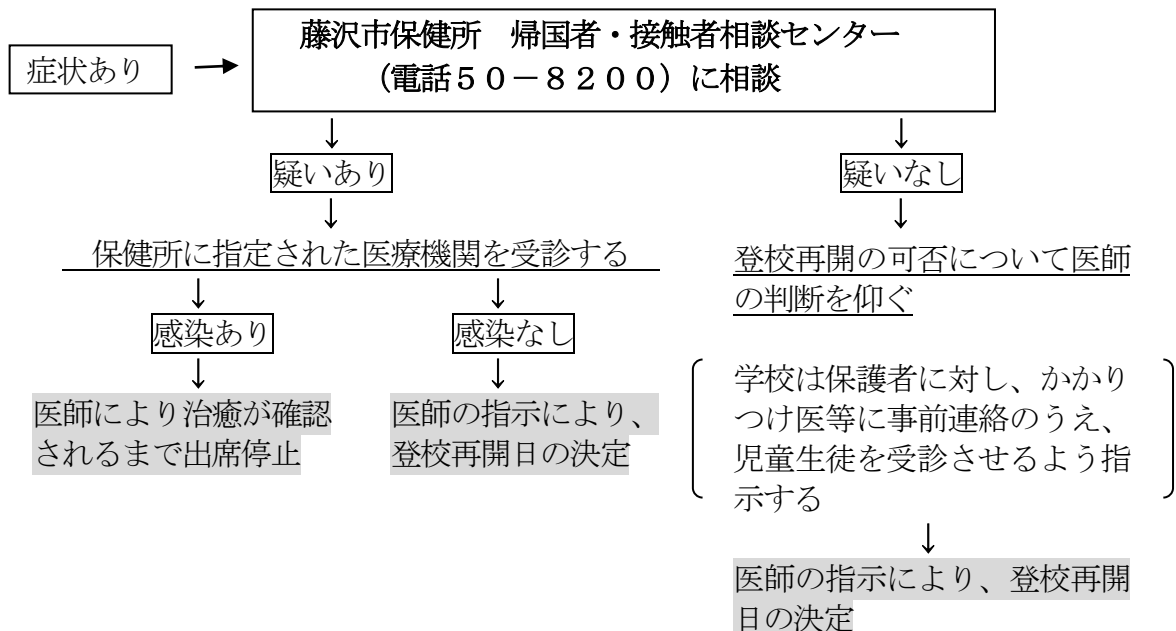 症状あり
藤沢市保健所 帰国者・接触者相談センター
(電話50-8200)に相談
疑いあり
疑いなし
保健所に指定された医療機関を受診する
登校再開の可否について医師
の判断を仰ぐ
感染あり
感染なし
医師により治癒が確認
されるまで出席停止
医師の指示により、
登校再開日の決定
学校は保護者に対し、かかり
つけ医等に事前連絡のうえ、
児童生徒を受診させるよう指
示する
医師の指示により、登校再開
日の決定